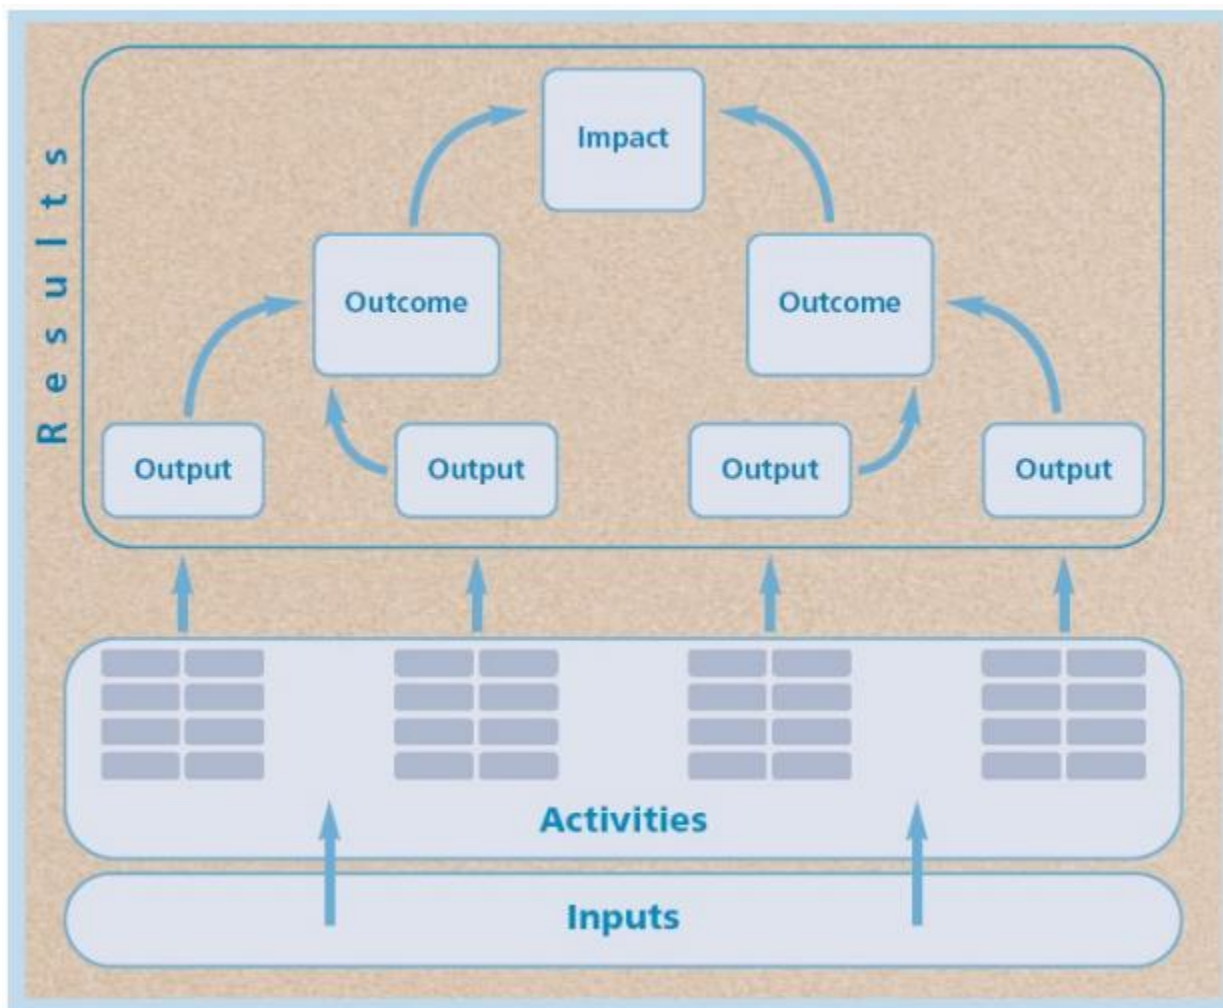 Results
Impact
Outcome
Outcome
Output
Output
Output
Output
Activities
Inputs